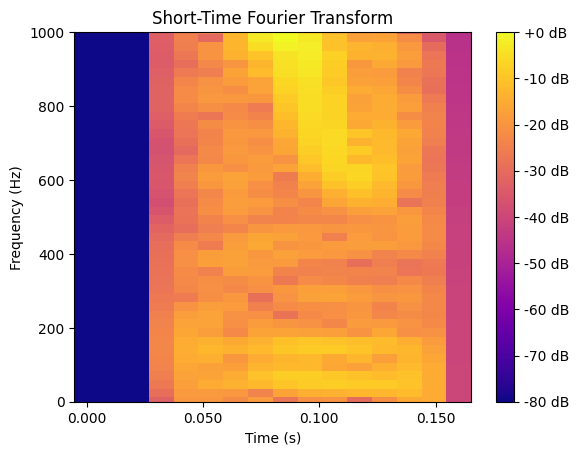 Short-Time Fourier Transform
Frequency (Hz)
1000
800
600
400
200
0
0.000 0.050 0.100 0.150
Time (s)
+0 dB
-10 dB
-20 dB
-30 dB
-40 dB
-50 dB
-60 dB
-70 dB
-80 dB